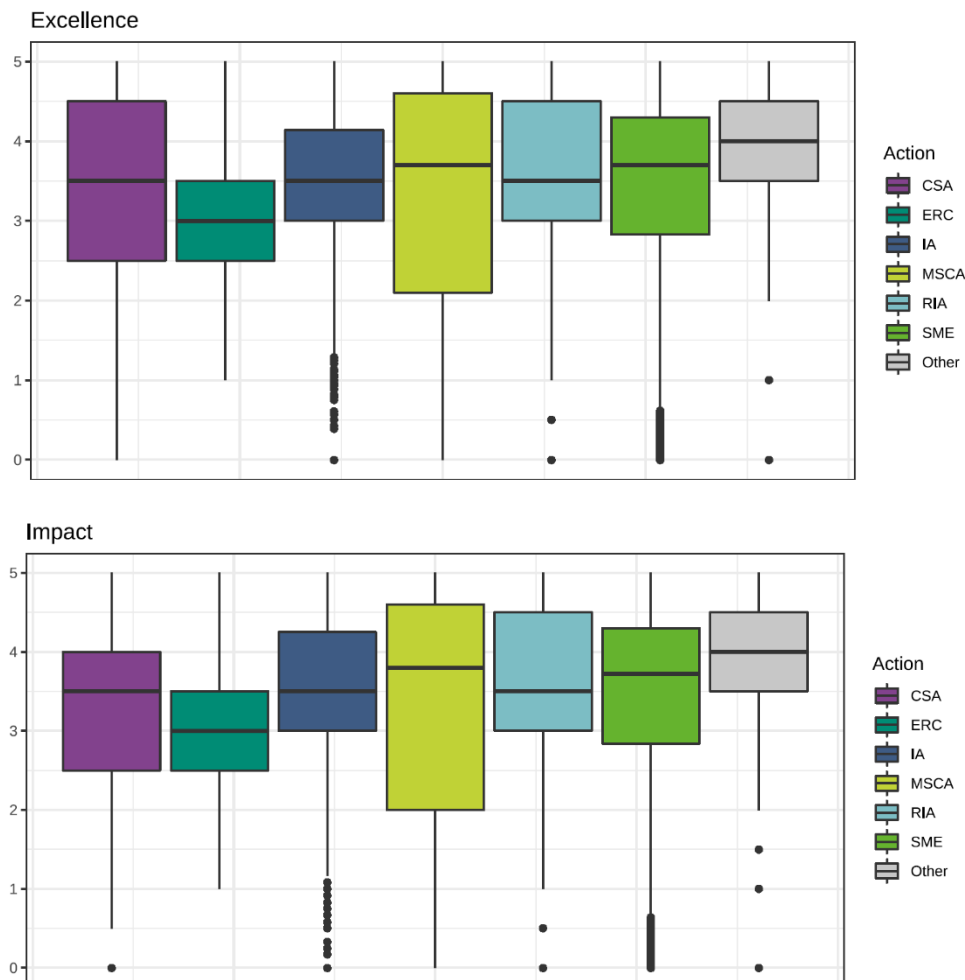 Excellence
5
4
3
2
1
0
Action
CSA
ERC
IA
MSCA
RIA
SME
Other
Impact
5
4
3
2
1
0
Action
CSA
ERC
IA
MSCA
RIA
SME
Other